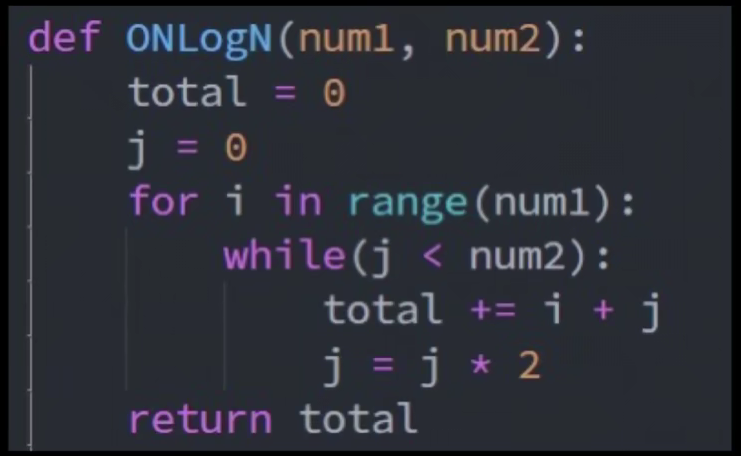 def ONLogN(num1, num2):
    total = 0
    j = 0
    for i in range(num1):
        while(j < num2):
            total += i + j
            j = j * 2
    return total